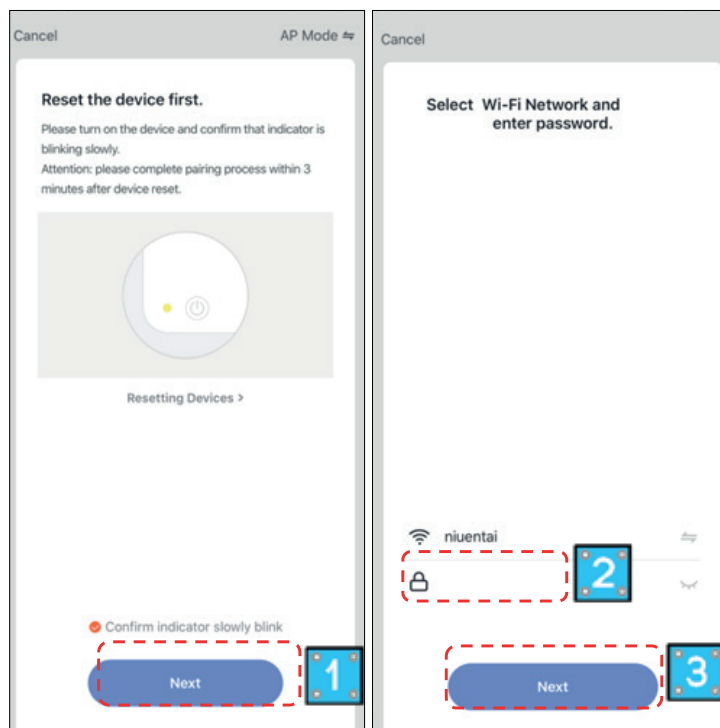 Cancel
AP Mode ⇋
Reset the device first.
Please turn on the device and confirm that indicator is
blinking slowly.
Attention: please complete pairing process within 3
minutes after device reset.
Resetting Devices >
Confirm indicator slowly blink
Next
1
Cancel
Select Wi-Fi Network and
enter password.
niuentai
2
Next
3